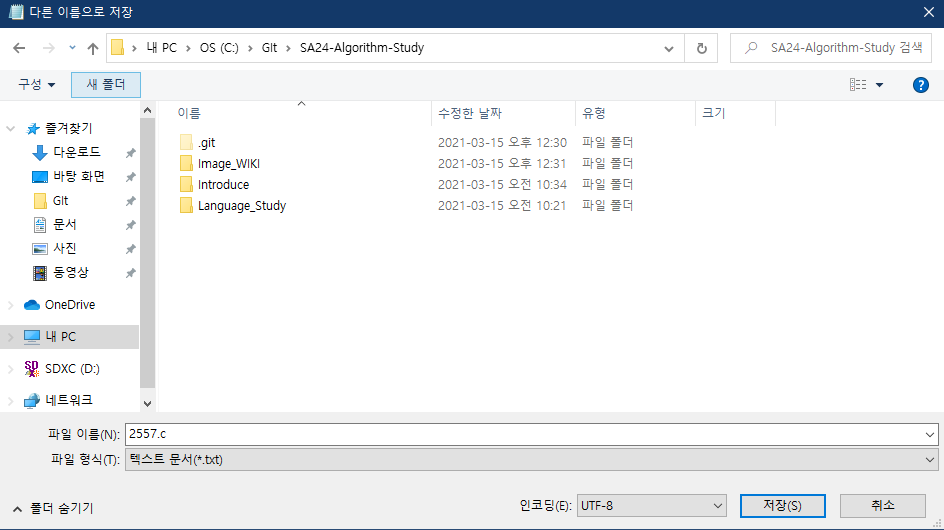 다른 이름으로 저장
내 PC › OS (C:) › GIt › SA24-Algorithm-Study
SA24-Algorithm-Study 검색
구성 새 폴더
이름 수정한 날짜 유형 크기
즐겨찾기
다운로드
바탕 화면
GIt
문서
사진
동영상
OneDrive
내 PC
SDXC (D:)
네트워크
.git 2021-03-15 오후 12:30 파일 폴더
Image_WIKI 2021-03-15 오후 12:31 파일 폴더
Introduce 2021-03-15 오전 10:34 파일 폴더
Language_Study 2021-03-15 오전 10:21 파일 폴더
파일 이름(N): 2557.c
파일 형식(T): 텍스트 문서(*.txt)
폴더 숨기기 인코딩(E): UTF-8 저장(S) 취소